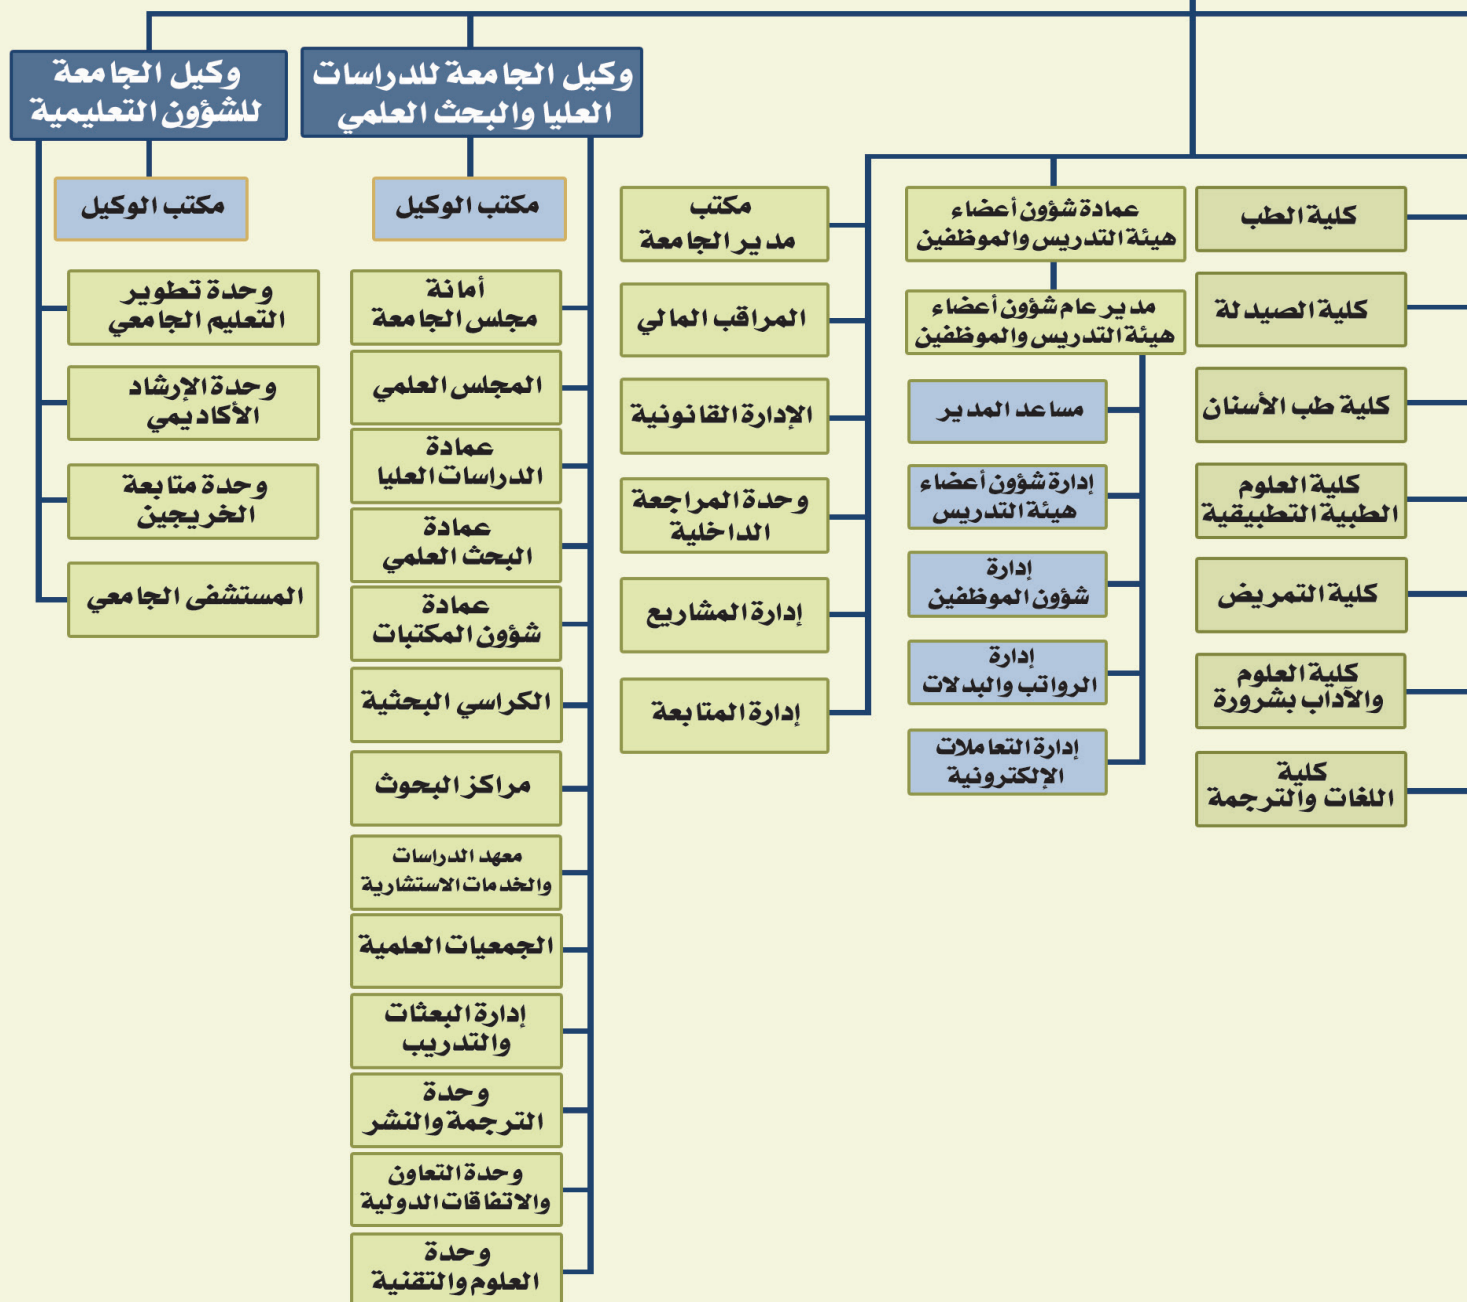 وكيل الجامعة للدراسات
العليا والبحث العلمي
وكيل الجامعة
للشؤون التعليمية
كلية الطب
كلية الصيدلة
كلية طب الأسنان
كلية العلوم
الطبية التطبيقية
كلية التمريض
كلية العلوم
والآداب بشرورة
كلية
اللغات والترجمة
عمادة شؤون أعضاء
هيئة التدريس والموظفين
مدير عام شؤون أعضاء
هيئة التدريس والموظفين
مساعد المدير
إدارة شؤون أعضاء
هيئة التدريس
إدارة
شؤون الموظفين
إدارة
الرواتب والبدلات
إدارة التعاملات
الإلكترونية
مكتب
مدير الجامعة
المراقب المالي
الإدارة القانونية
وحدة المراجعة
الداخلية
إدارة المشاريع
إدارة المتابعة
مكتب الوكيل
أمانة
مجلس الجامعة
المجلس العلمي
عمادة
الدراسات العليا
عمادة
البحث العلمي
عمادة
شؤون المكتبات
الكراسي البحثية
مراكز البحوث
معهد الدراسات
والخدمات الاستشارية
الجمعيات العلمية
إدارة البعثات
والتدريب
وحدة
الترجمة والنشر
وحدة التعاون
والاتفاقات الدولية
وحدة
العلوم والتقنية
مكتب الوكيل
وحدة تطوير
التعليم الجامعي
وحدة الإرشاد
الأكاديمي
وحدة متابعة
الخريجين
المستشفى الجامعي